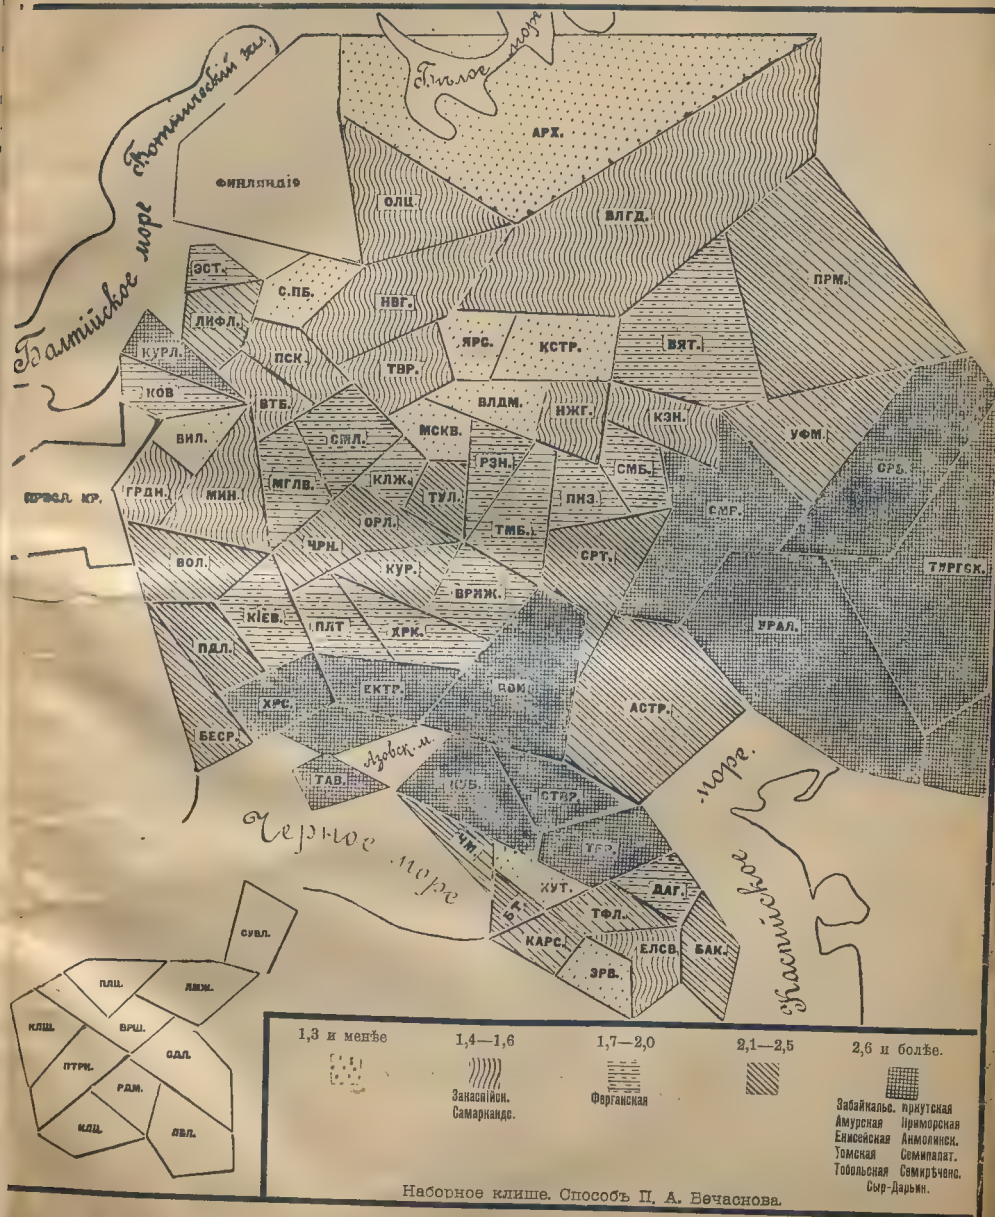 Ботническій зал.
Бѣлое море
АРХ.
ФИНЛЯНДІЯ
ОЛЦ.
ВЛГД.
Балтійское море
ЭСТ.
С.ПБ.
НВГ.
ПРМ.
ЛИФЛ.
КУРЛ.
ПСК.
ТВР.
ЯРС.
КСТР.
ВЯТ.
КОВ
ВТБ.
ВЛДМ.
НЖГ.
КЗН.
УФМ.
ВИЛ.
СМЛ.
МСКВ.
РЗН.
СМБ.
ОРБ.
ПРИВСЛ. КР.
ГРДН.
МИН.
МГЛВ.
КЛЖ.
ТУЛ.
ПНЗ.
СМР.
ОРЛ.
ТМБ.
ЧРН.
СРТ.
ВОЛ.
КУР.
ТУРГСК.
ВРНЖ.
КІЕВ.
ПЛТ
ХРК.
УРАЛ.
ПДЛ.
ХРС.
ЕКТР.
ДОН.
БЕСР.
АСТР.
Азовск. м.
ТАВ.
КУБ.
СТВР.
Черное море
ЧМ.
ТЕР.
КУТ.
ДАГ.
БТ.
ТФЛ.
КАРС.
ЕЛСВ.
БАК.
ЭРВ.
Каспійское море.
СУВЛ.
ПЛЦ.
ЛМЖ.
КЛШ.
ВРШ.
ПТРК.
СДЛ.
РДМ.
КЛЦ.
ЛБЛ.
1,3 и менѣе
1,4—1,6
1,7—2,0
2,1—2,5
2,6 и болѣе.
Закаспійск.
Самаркандс.
Ферганская
Забайкальс. Иркутская
Амурская Приморская
Енисейская Акмолинск.
Томская Семипалат.
Тобольская Семирѣченс.
Сыр-Дарьин.
Наборное клише. Способъ П. А. Вечаснова.